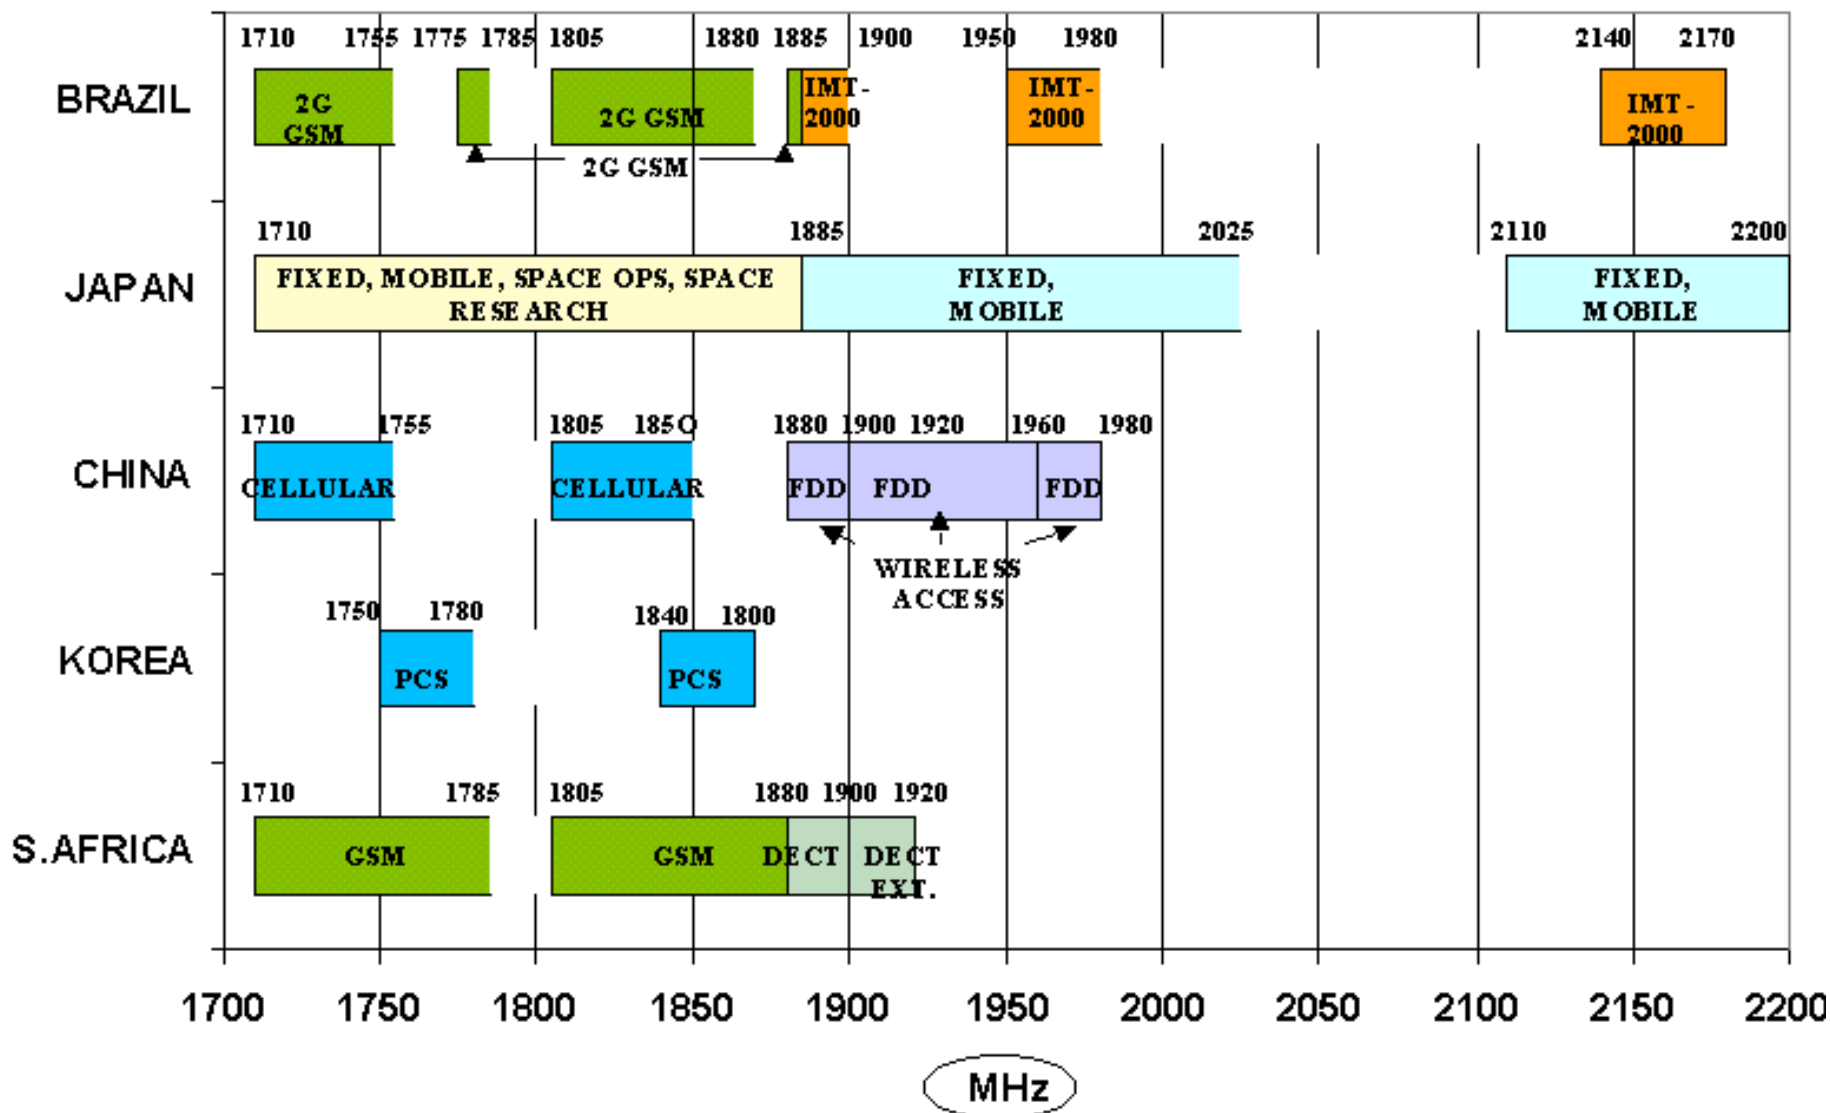 1710 1755 1775 1785 1805 1880 1885 1900 1950 1980 2140 2170
BRAZIL
2G
GSM
2G GSM
IMT-
2000
IMT-
2000
IMT-
2000
2G GSM
1710 1885 2025 2110 2200
JAPAN
FIXED, MOBILE, SPACE OPS, SPACE
RESEARCH
FIXED,
MOBILE
FIXED,
MOBILE
1710 1755 1805 185O 1880 1900 1920 1960 1980
CHINA
CELLULAR CELLULAR FDD FDD FDD
WIRELESS
ACCESS
1750 1780 1840 1800
KOREA
PCS PCS
1710 1785 1805 1880 1900 1920
S.AFRICA
GSM GSM DECT DECT
EXT.
1700 1750 1800 1850 1900 1950 2000 2050 2100 2150 2200
MHz